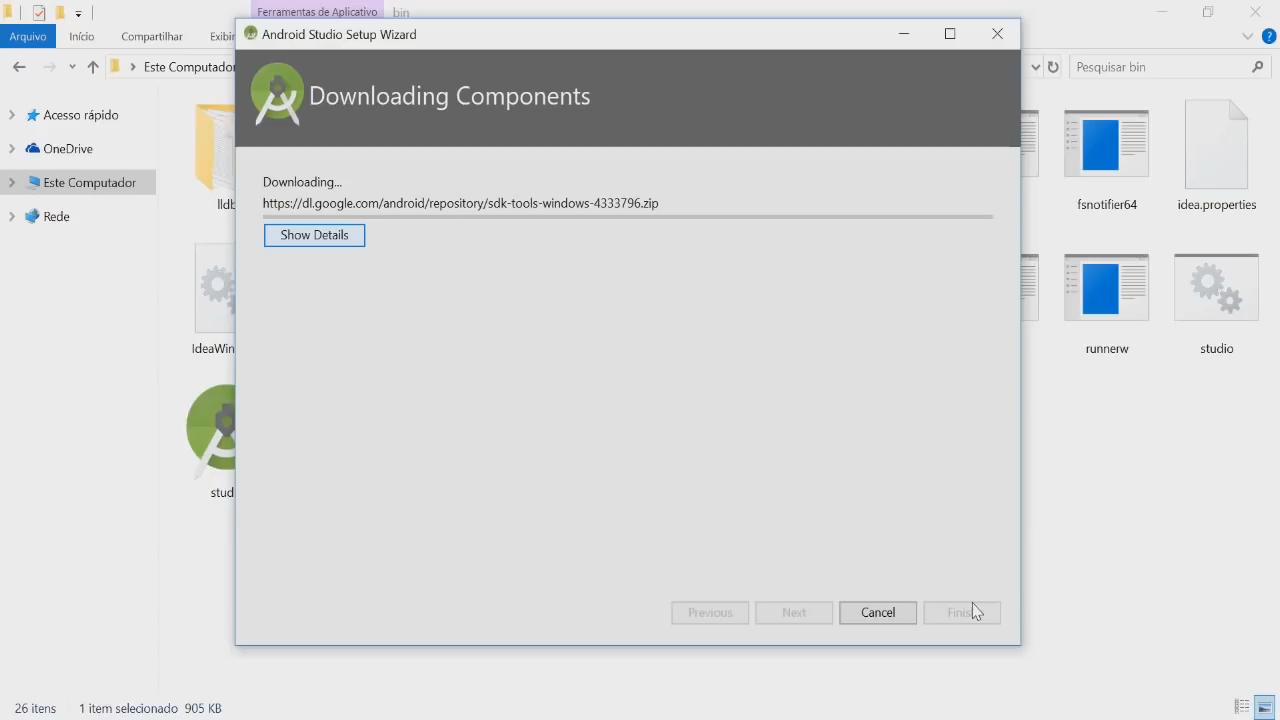 Ferramentas de Aplicativo
bin
Arquivo
Início
Compartilhar
Android Studio Setup Wizard
Este Computador
Pesquisar bin
Downloading Components
Acesso rápido
OneDrive
Este Computador
Rede
Downloading...
https://dl.google.com/android/repository/sdk-tools-windows-4333796.zip
Show Details
fsnotifier64
idea.properties
runnerw
studio
Previous
Next
Cancel
26 itens
1 item selecionado 905 KB